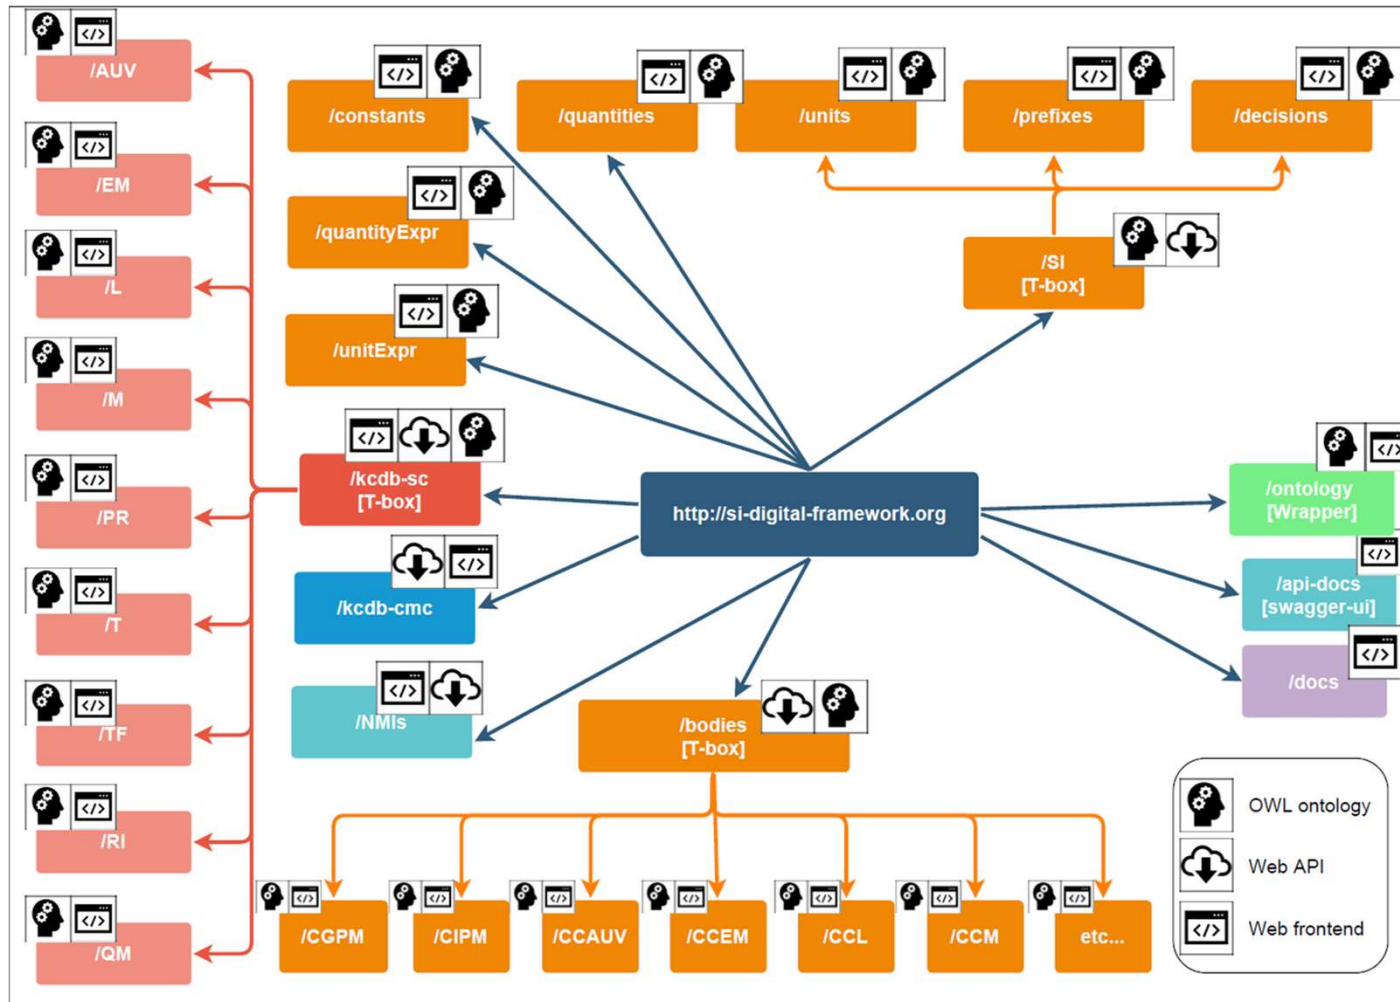 /AUV
/EM
/L
/M
/PR
/T
/TF
/RI
/QM
/constants
/quantities
/units
/prefixes
/decisions
/quantityExpr
/SI
[T-box]
/unitExpr
/kcdb-sc
[T-box]
http://si-digital-framework.org
/ontology
[Wrapper]
/kcdb-cmc
/api-docs
[swagger-ui]
/NMIs
/docs
/bodies
[T-box]
/CGPM
/CIPM
/CCAUV
/CCEM
/CCL
/CCM
etc...
OWL ontology
Web API
Web frontend